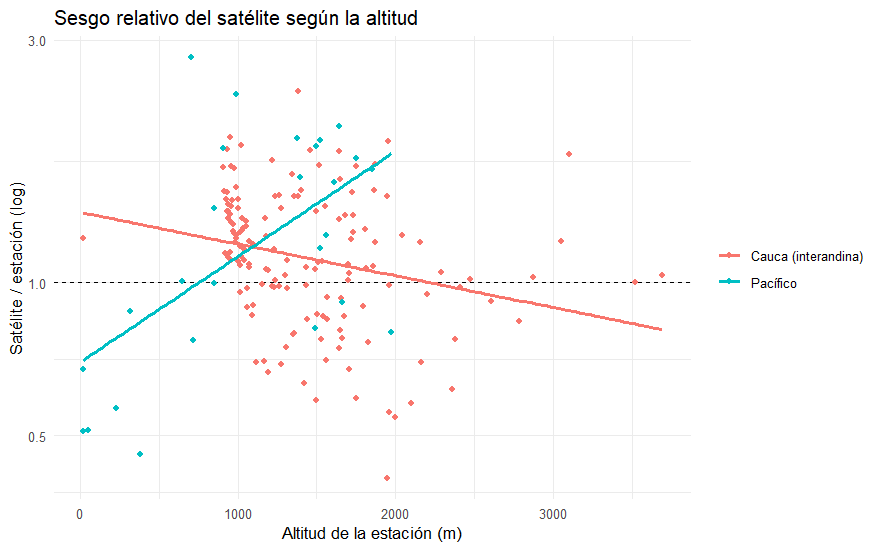 Sesgo relativo del satélite según la altitud
Satélite / estación (log)
3.0
1.0
0.5
0
1000
2000
3000
Altitud de la estación (m)
Cauca (interandina)
Pacífico